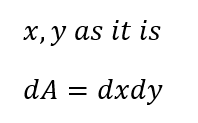 x, y as it is
dA = dxdy